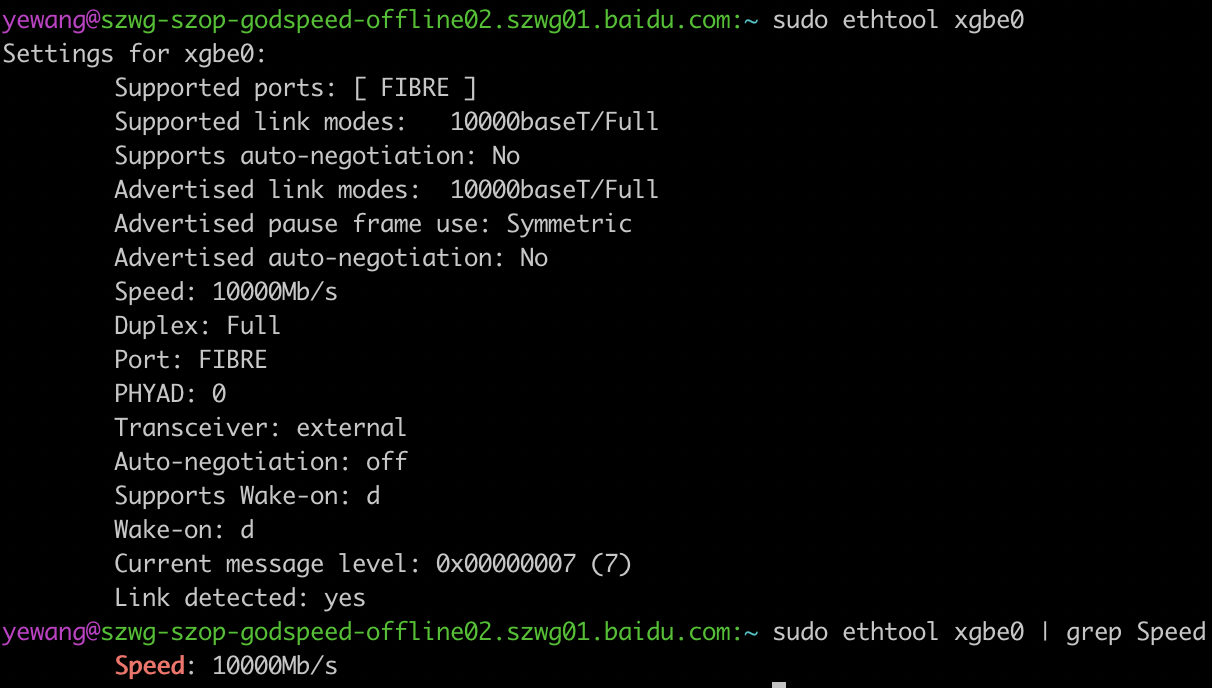 yewang@szwg-szop-godspeed-offline02.szwg01.baidu.com:~ sudo ethtool xgbe0
Settings for xgbe0:
        Supported ports: [ FIBRE ]
        Supported link modes:   10000baseT/Full
        Supports auto-negotiation: No
        Advertised link modes:  10000baseT/Full
        Advertised pause frame use: Symmetric
        Advertised auto-negotiation: No
        Speed: 10000Mb/s
        Duplex: Full
        Port: FIBRE
        PHYAD: 0
        Transceiver: external
        Auto-negotiation: off
        Supports Wake-on: d
        Wake-on: d
        Current message level: 0x00000007 (7)
        Link detected: yes
yewang@szwg-szop-godspeed-offline02.szwg01.baidu.com:~ sudo ethtool xgbe0 | grep Speed
        Speed: 10000Mb/s